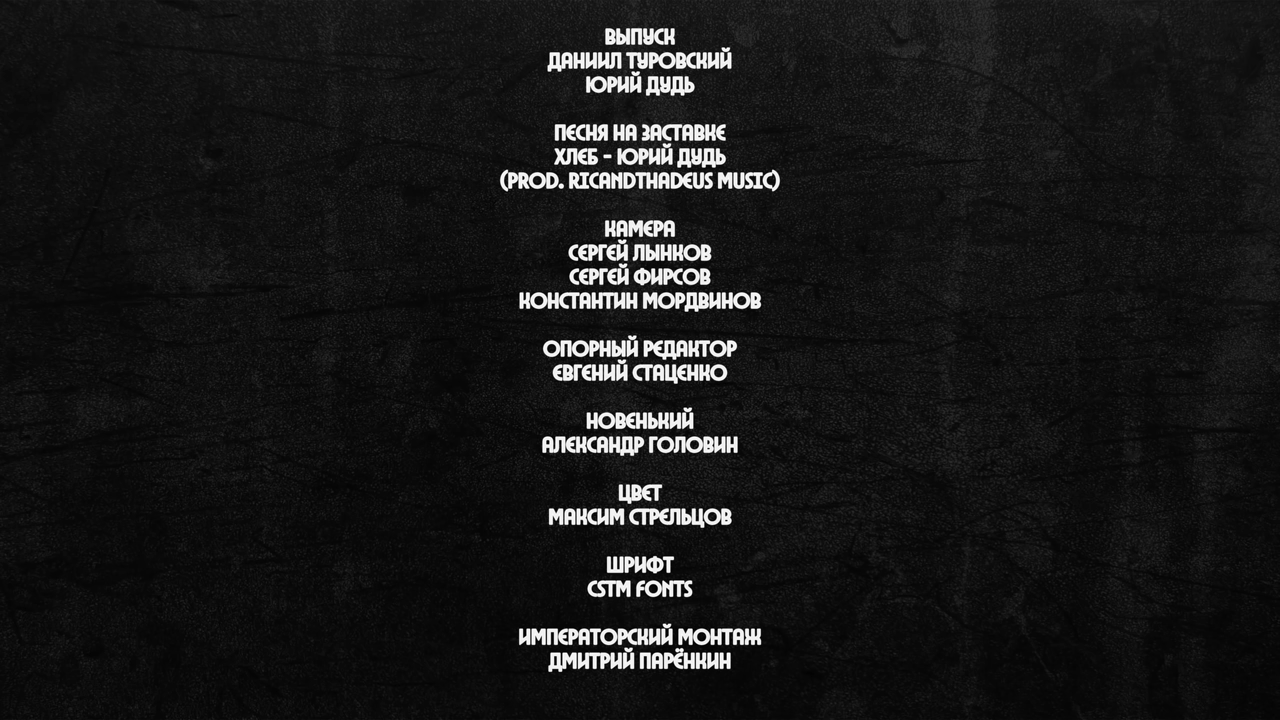 ВЫПУСК
ДАНИИЛ ТУРОВСКИЙ
ЮРИЙ ДУДЬ
ПЕСНЯ НА ЗАСТАВКЕ
ХЛЕБ - ЮРИЙ ДУДЬ
(PROD. RICANDTHADEUS MUSIC)
КАМЕРА
СЕРГЕЙ ЛЫНКОВ
СЕРГЕЙ ФИРСОВ
КОНСТАНТИН МОРДВИНОВ
ОПОРНЫЙ РЕДАКТОР
ЕВГЕНИЙ СТАЦЕНКО
НОВЕНЬКИЙ
АЛЕКСАНДР ГОЛОВИН
ЦВЕТ
МАКСИМ СТРЕЛЬЦОВ
ШРИФТ
CSTM FONTS
ИМПЕРАТОРСКИЙ МОНТАЖ
ДМИТРИЙ ПАРЁНКИН